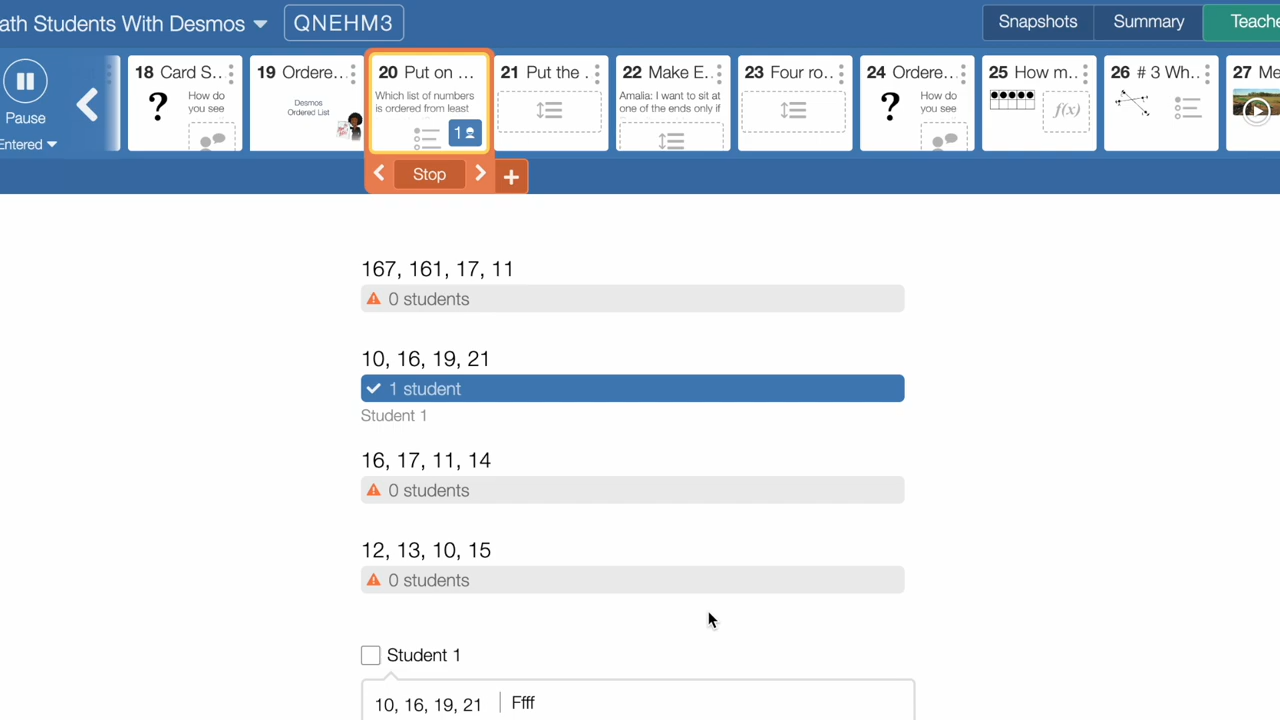 ath Students With Desmos QNEHM3 Snapshots Summary Teache
18 Card S... 19 Ordere... 20 Put on ... 21 Put the ... 22 Make E... 23 Four ro... 24 Ordere... 25 How m... 26 # 3 Wh... 27 Me
? How do
you see
Desmos
Ordered List
Which list of numbers
is ordered from least
1
Amalia: I want to sit at
one of the ends only if
? How do
you see
f(x)
Pause
Entered
Stop
+
167, 161, 17, 11
0 students
10, 16, 19, 21
1 student
Student 1
16, 17, 11, 14
0 students
12, 13, 10, 15
0 students
Student 1
10, 16, 19, 21 | Ffff